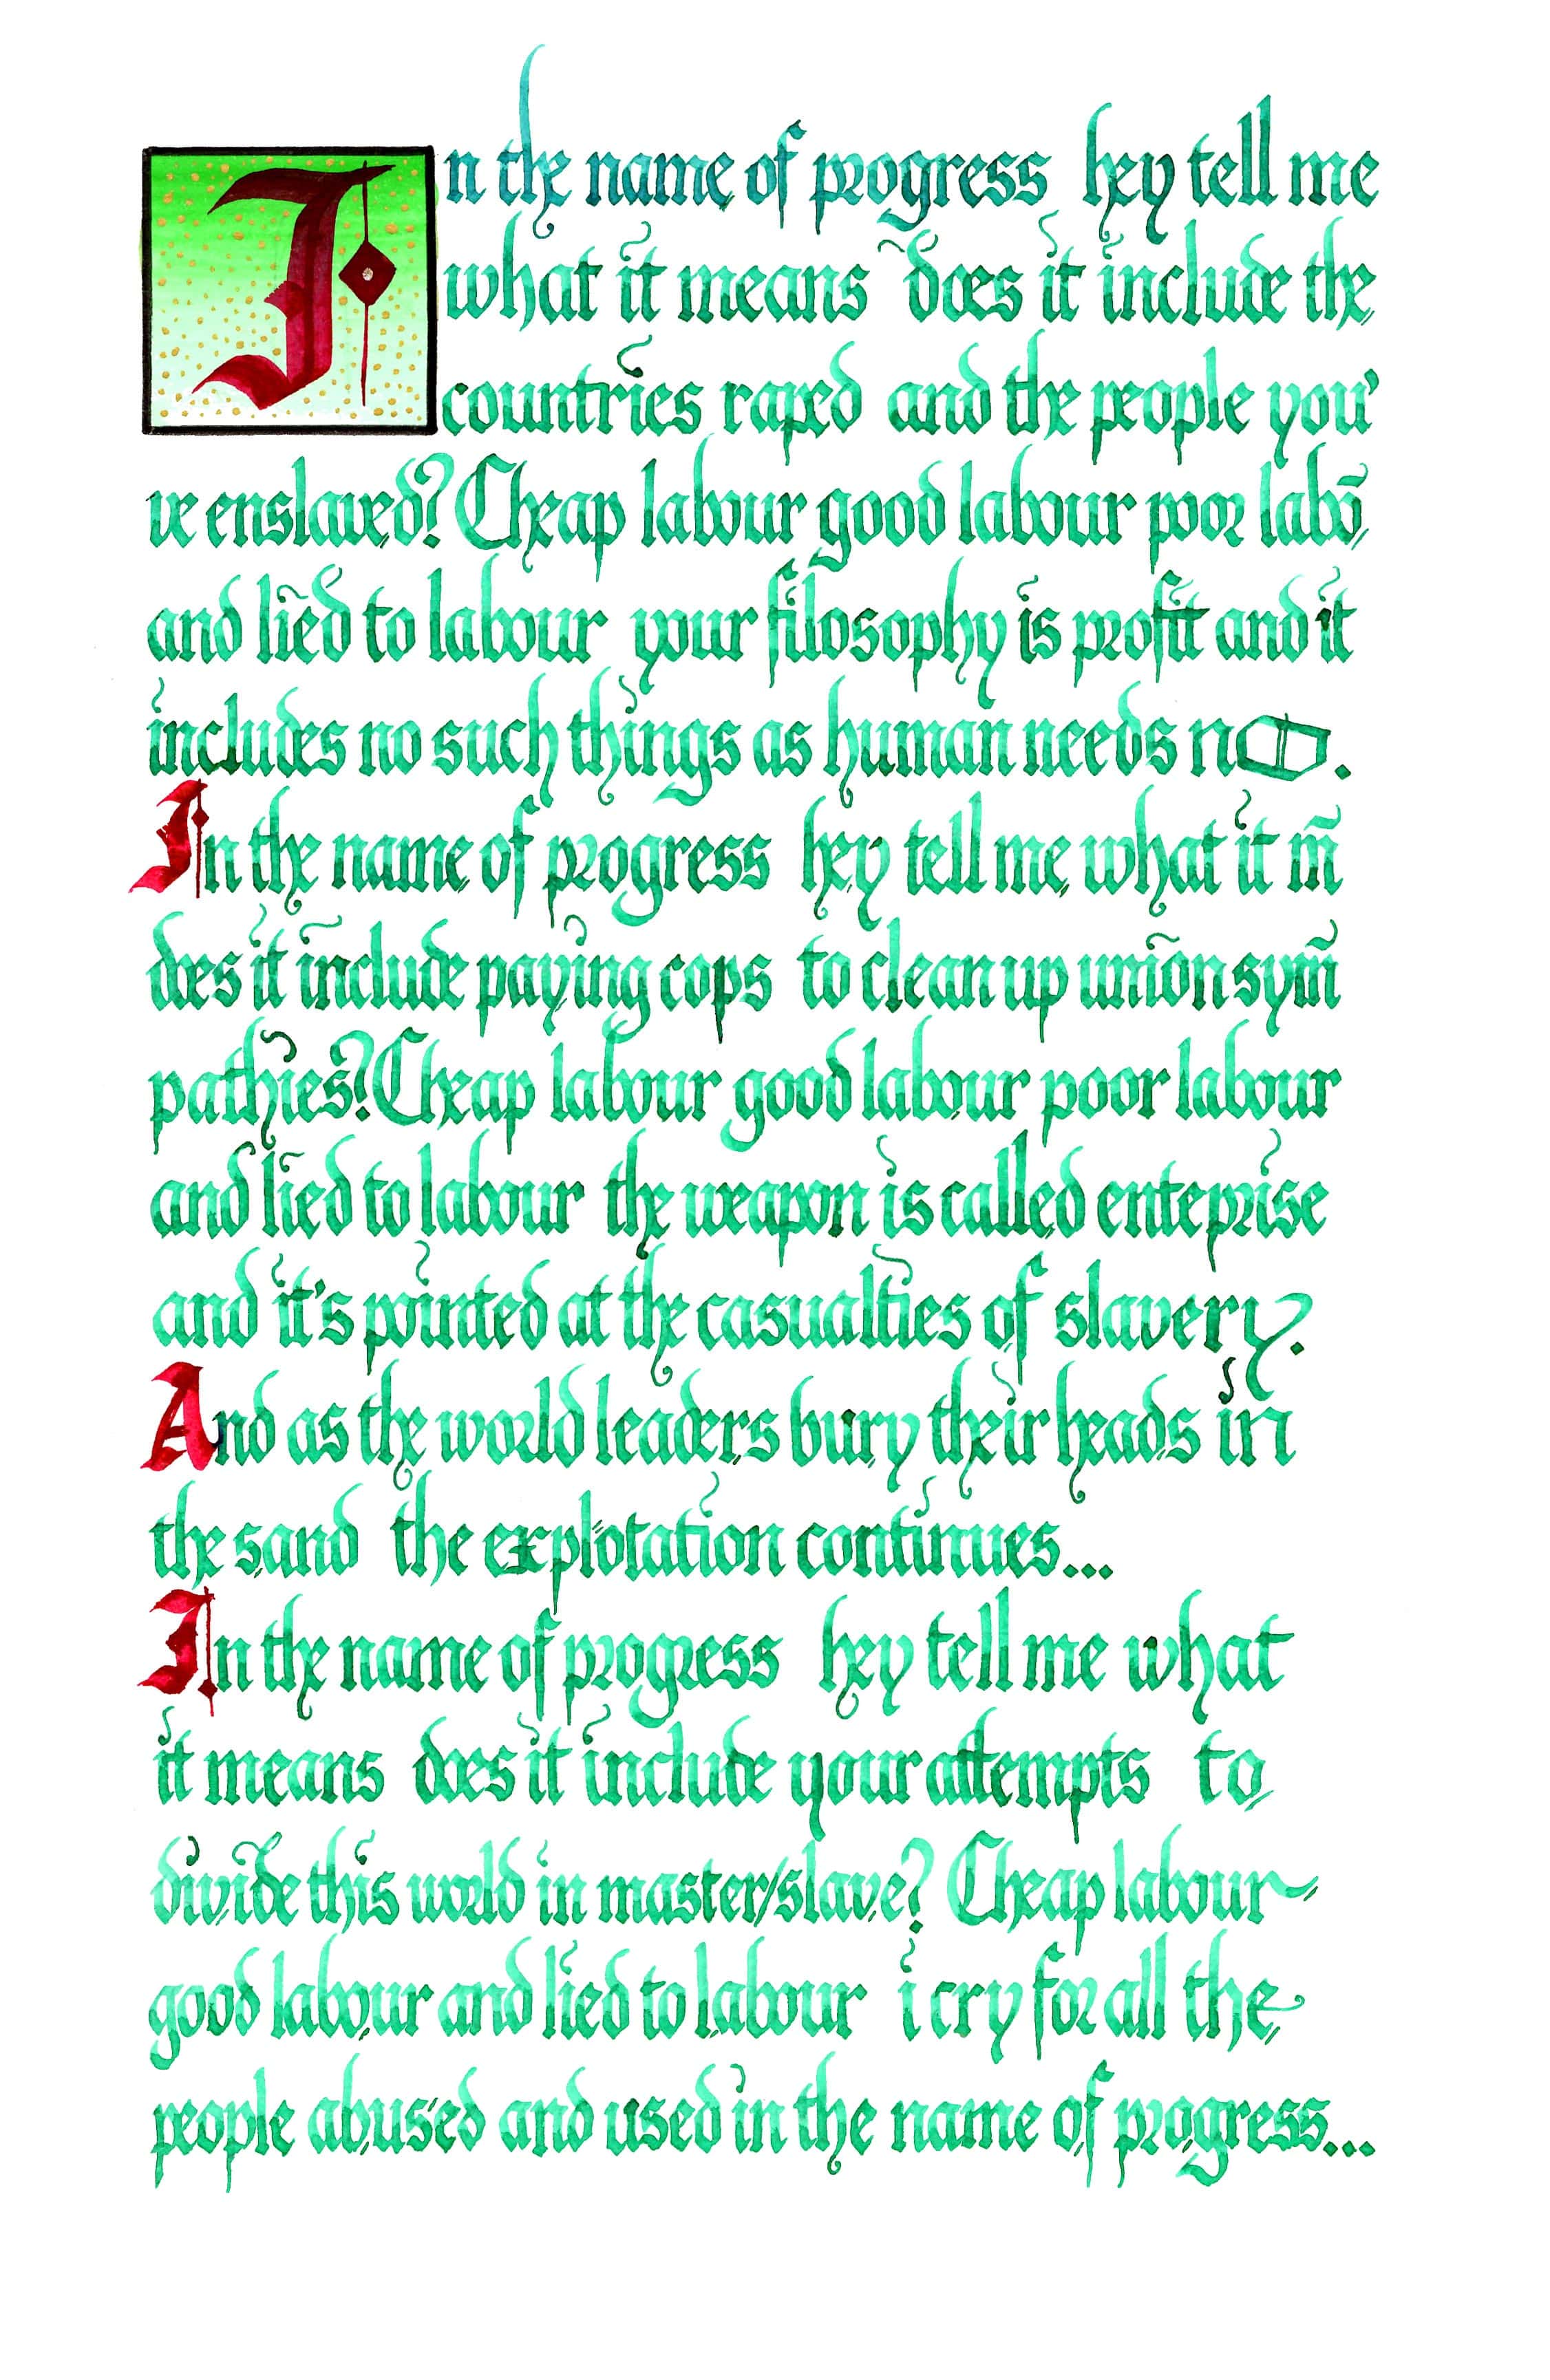 In the name of progress hey tell me
what it means does it include the
countries raped and the people you'
ve enslaved? Cheap labour good labour poor labō
and lied to labour your filosophy is profit and it
includes no such things as human needs no.
In the name of progress hey tell me what it m̄
does it include paying cops to clean up union sym̄
pathies? Cheap labour good labour poor labour
and lied to labour the weapon is called enteprise
and it's pointed at the casualties of slavery.
And as the world leaders bury their heads in
the sand the explotation continues...
In the name of progress hey tell me what
it means does it include your attempts to
divide this world in master/slave? Cheap labour
good labour and lied to labour i cry for all the
people abused and used in the name of progress...